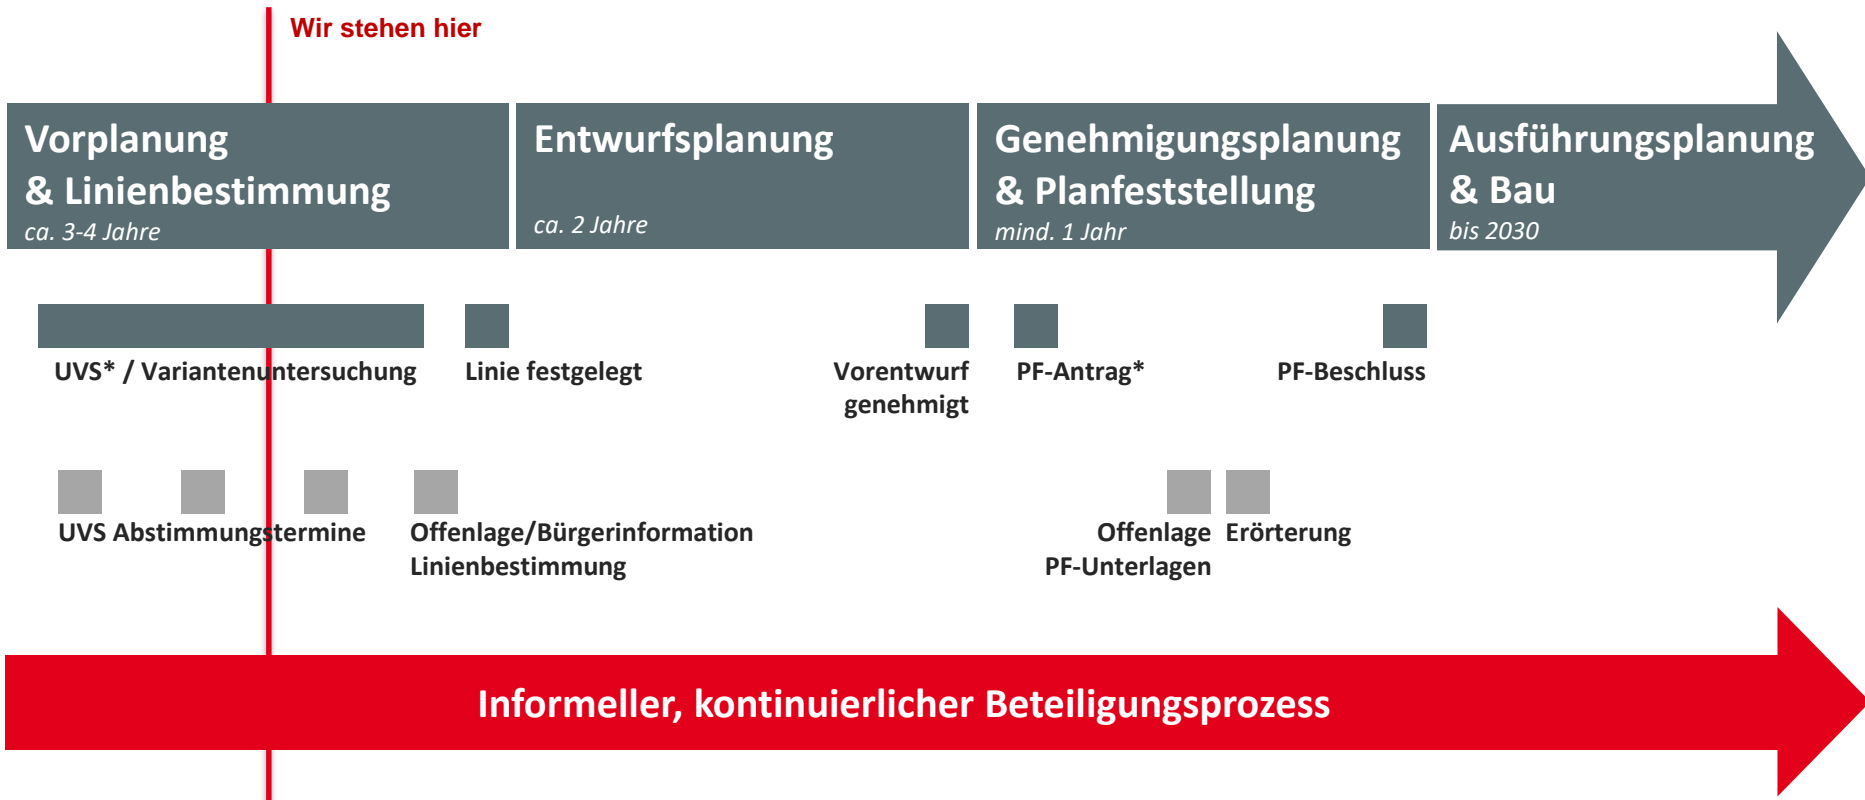 Wir stehen hier
Vorplanung
& Linienbestimmung
ca. 3-4 Jahre
Entwurfsplanung
ca. 2 Jahre
Genehmigungsplanung
& Planfeststellung
mind. 1 Jahr
Ausführungsplanung
& Bau
bis 2030
UVS* / Variantenuntersuchung
Linie festgelegt
Vorentwurf
genehmigt
PF-Antrag*
PF-Beschluss
UVS Abstimmungstermine
Offenlage/Bürgerinformation
Linienbestimmung
Offenlage
PF-Unterlagen
Erörterung
Informeller, kontinuierlicher Beteiligungsprozess